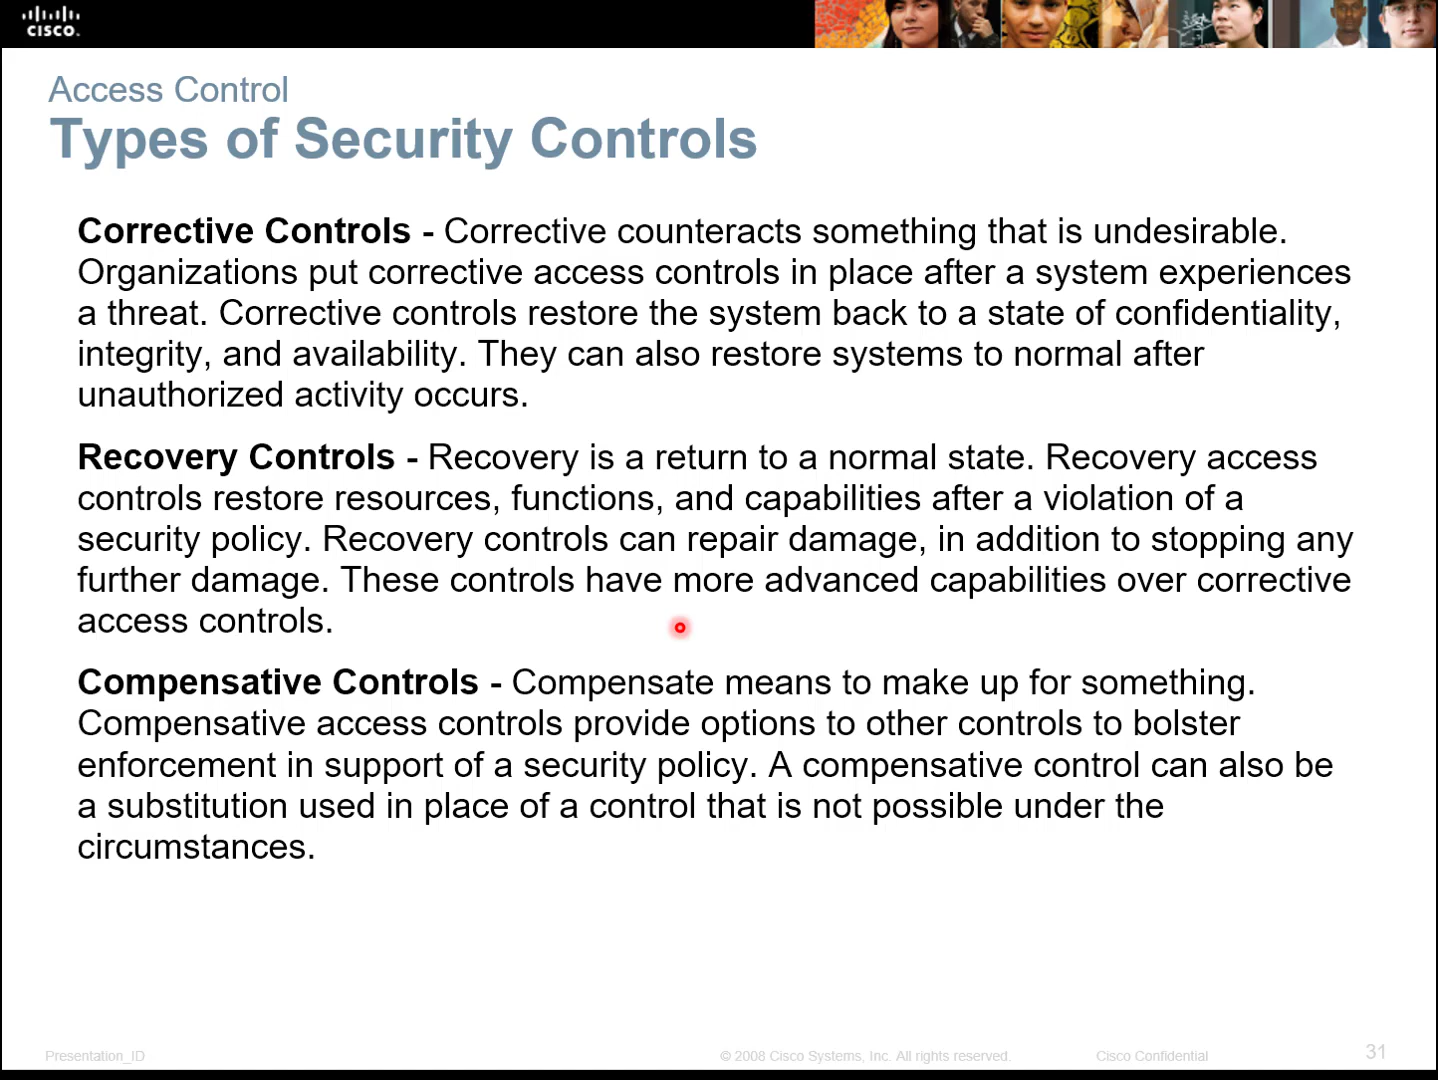 CISCO.
Access Control
Types of Security Controls
Corrective Controls - Corrective counteracts something that is undesirable.
Organizations put corrective access controls in place after a system experiences
a threat. Corrective controls restore the system back to a state of confidentiality,
integrity, and availability. They can also restore systems to normal after
unauthorized activity occurs.
Recovery Controls - Recovery is a return to a normal state. Recovery access
controls restore resources, functions, and capabilities after a violation of a
security policy. Recovery controls can repair damage, in addition to stopping any
further damage. These controls have more advanced capabilities over corrective
access controls.
Compensative Controls - Compensate means to make up for something.
Compensative access controls provide options to other controls to bolster
enforcement in support of a security policy. A compensative control can also be
a substitution used in place of a control that is not possible under the
circumstances.
Presentation_ID © 2008 Cisco Systems, Inc. All rights reserved. Cisco Confidential 31